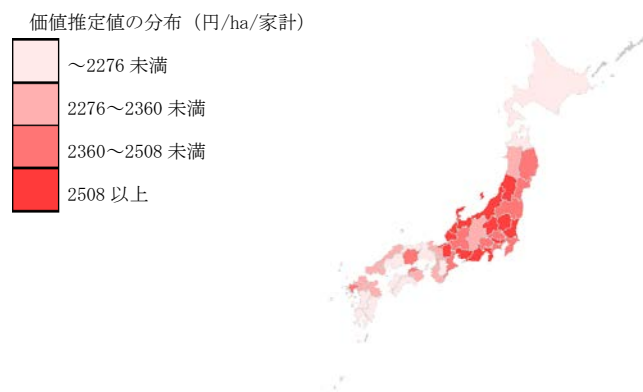 価値推定値の分布（円/ha/家計）
～2276 未満
2276～2360 未満
2360～2508 未満
2508 以上